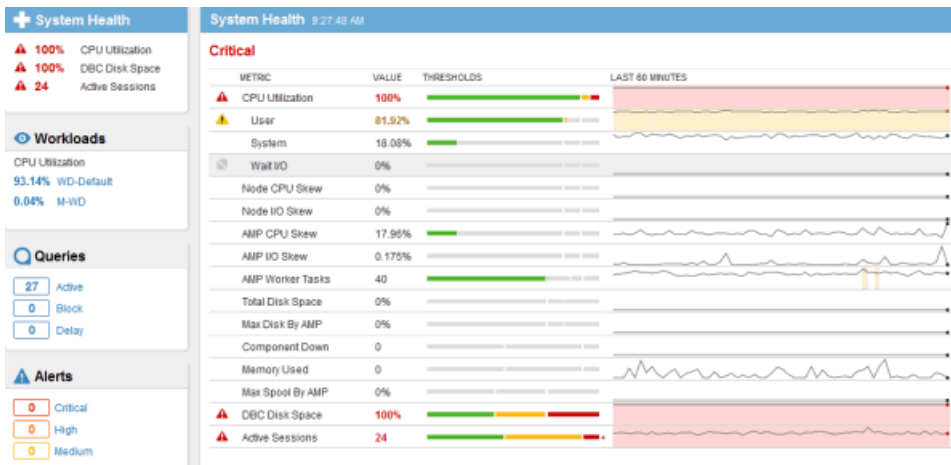 System Health
100% CPU Utilization
100% DBC Disk Space
24 Active Sessions
Workloads
CPU Utilization
93.14% WD-Default
0.04% M-WD
Queries
27 Active
0 Block
0 Delay
Alerts
0 Critical
0 High
0 Medium
System Health 9:27:48 AM
Critical
METRIC VALUE THRESHOLDS LAST 60 MINUTES
CPU Utilization 100%
User 81.92%
System 18.08%
Wait I/O 0%
Node CPU Skew 0%
Node I/O Skew 0%
AMP CPU Skew 17.96%
AMP I/O Skew 0.175%
AMP Worker Tasks 40
Total Disk Space 0%
Max Disk By AMP 0%
Component Down 0
Memory Used 0
Max Spool By AMP 0%
DBC Disk Space 100%
Active Sessions 24